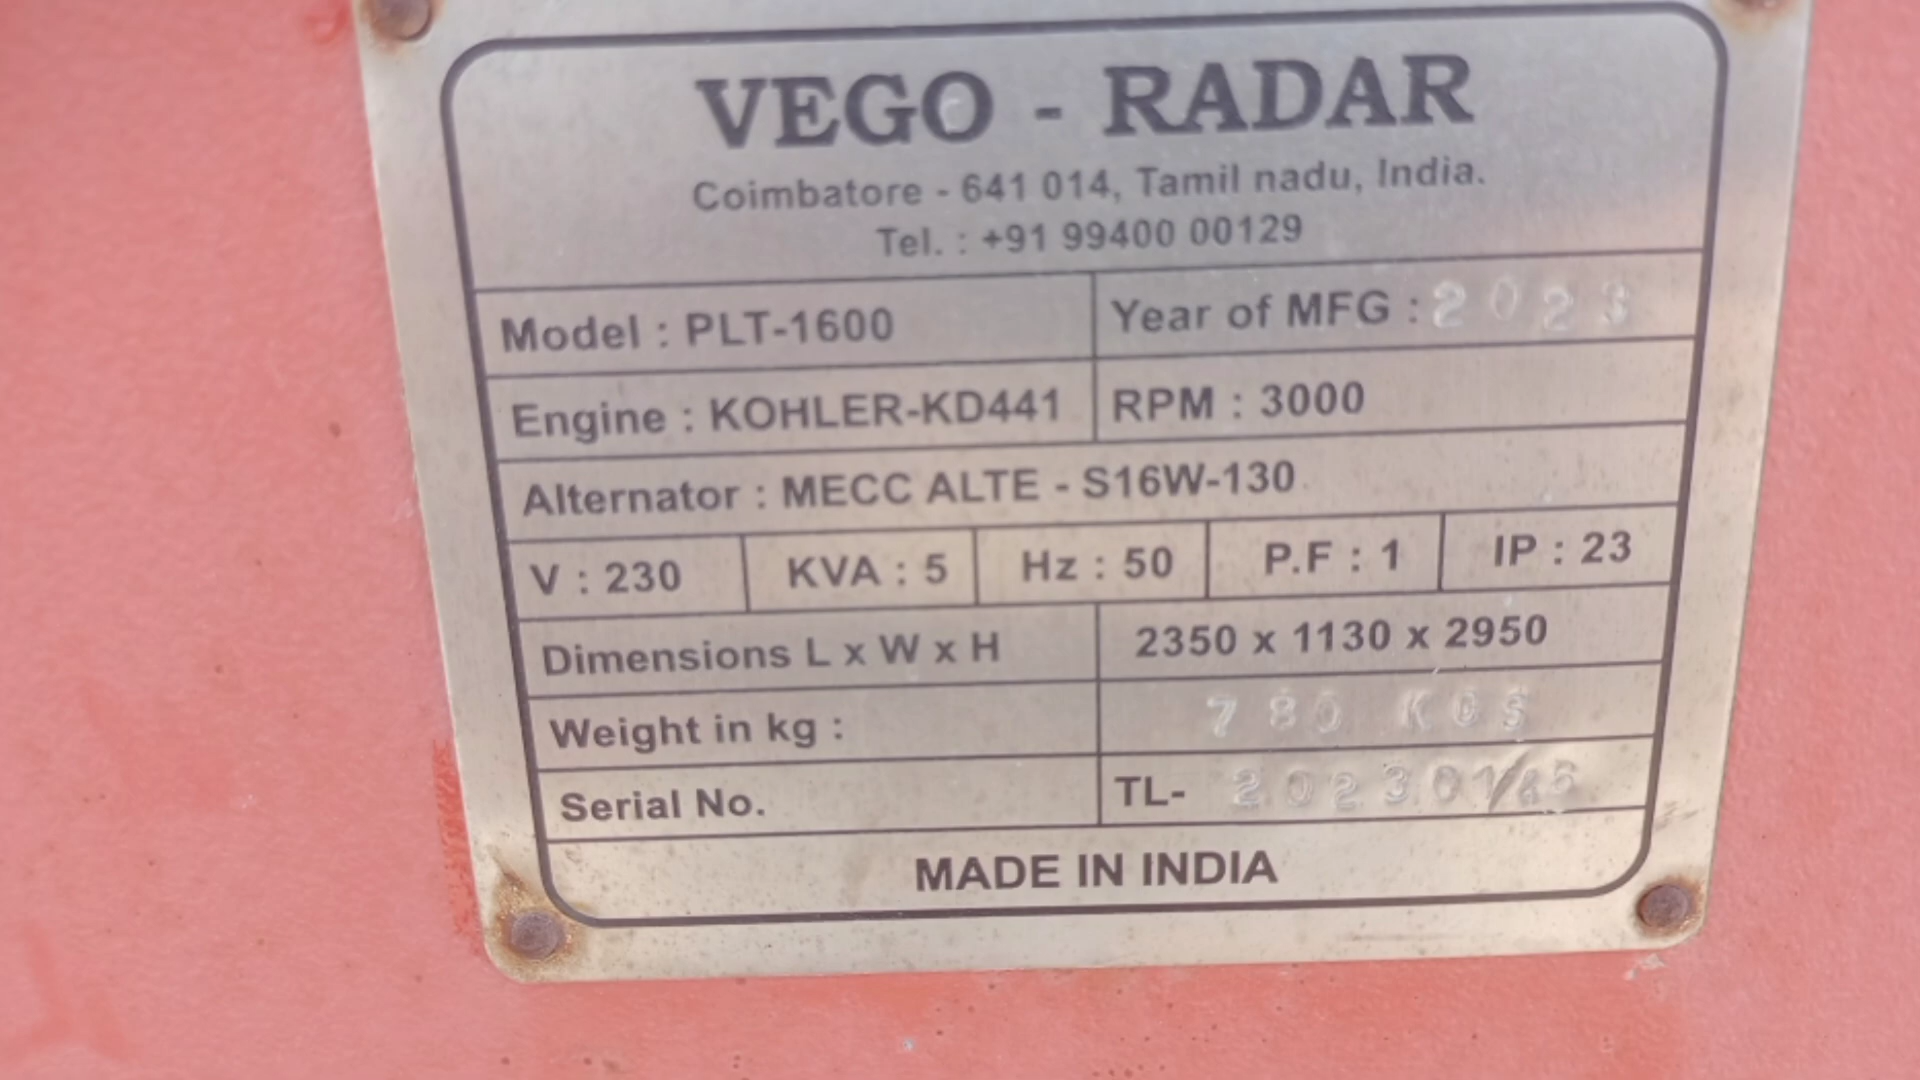 VEGO - RADAR
Coimbatore - 641 014, Tamil nadu, India.
Tel. : +91 99400 00129
Model : PLT-1600 Year of MFG : 2023
Engine : KOHLER-KD441 RPM : 3000
Alternator : MECC ALTE - S16W-130
V : 230 KVA : 5 Hz : 50 P.F : 1 IP : 23
Dimensions L x W x H 2350 x 1130 x 2950
Weight in kg : 780 KGS
Serial No. TL-
MADE IN INDIA